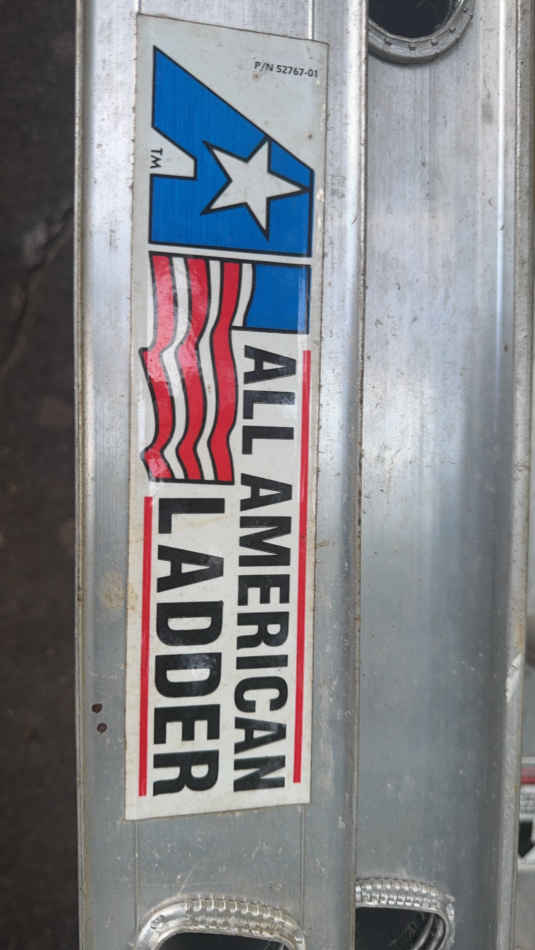 P/N 52767-01
TM
ALL AMERICAN
LADDER